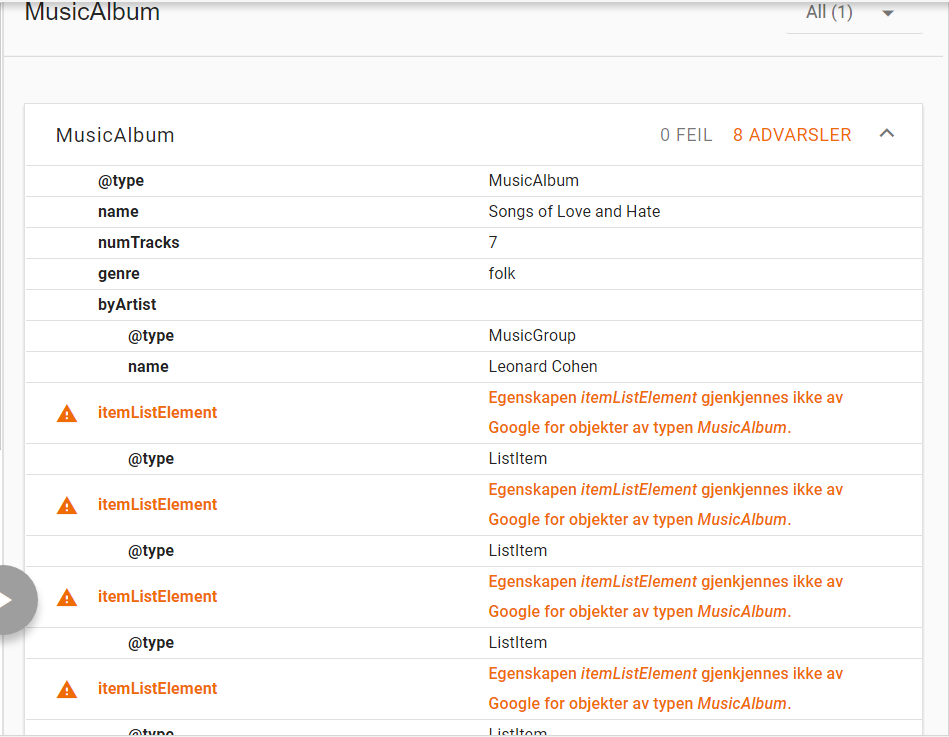 MusicAlbum
All (1)
MusicAlbum 0 FEIL 8 ADVARSLER
@type MusicAlbum
name Songs of Love and Hate
numTracks 7
genre folk
byArtist
@type MusicGroup
name Leonard Cohen
itemListElement Egenskapen itemListElement gjenkjennes ikke av
Google for objekter av typen MusicAlbum.
@type ListItem
itemListElement Egenskapen itemListElement gjenkjennes ikke av
Google for objekter av typen MusicAlbum.
@type ListItem
itemListElement Egenskapen itemListElement gjenkjennes ikke av
Google for objekter av typen MusicAlbum.
@type ListItem
itemListElement Egenskapen itemListElement gjenkjennes ikke av
Google for objekter av typen MusicAlbum.
@type ListItem